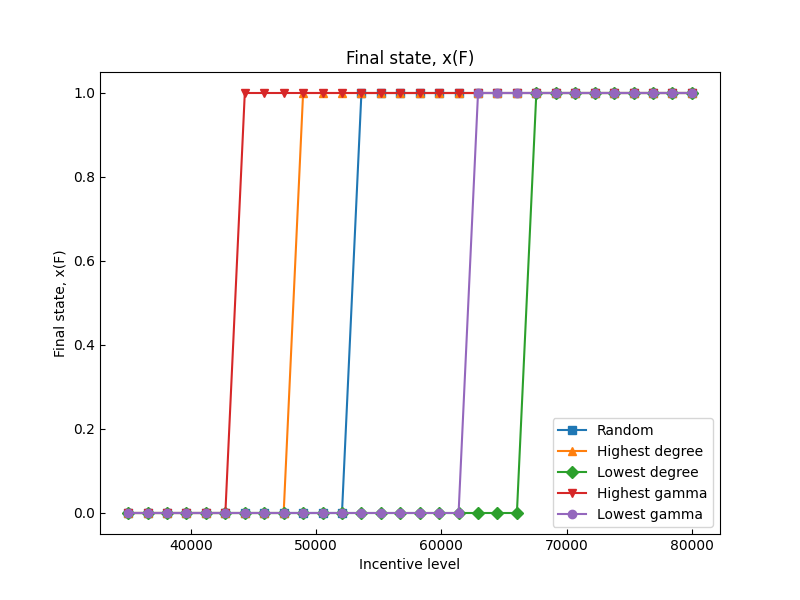 Final state, x(F)
Final state, x(F)
1.0
0.8
0.6
0.4
0.2
0.0
40000
50000
60000
70000
80000
Incentive level
Random
Highest degree
Lowest degree
Highest gamma
Lowest gamma